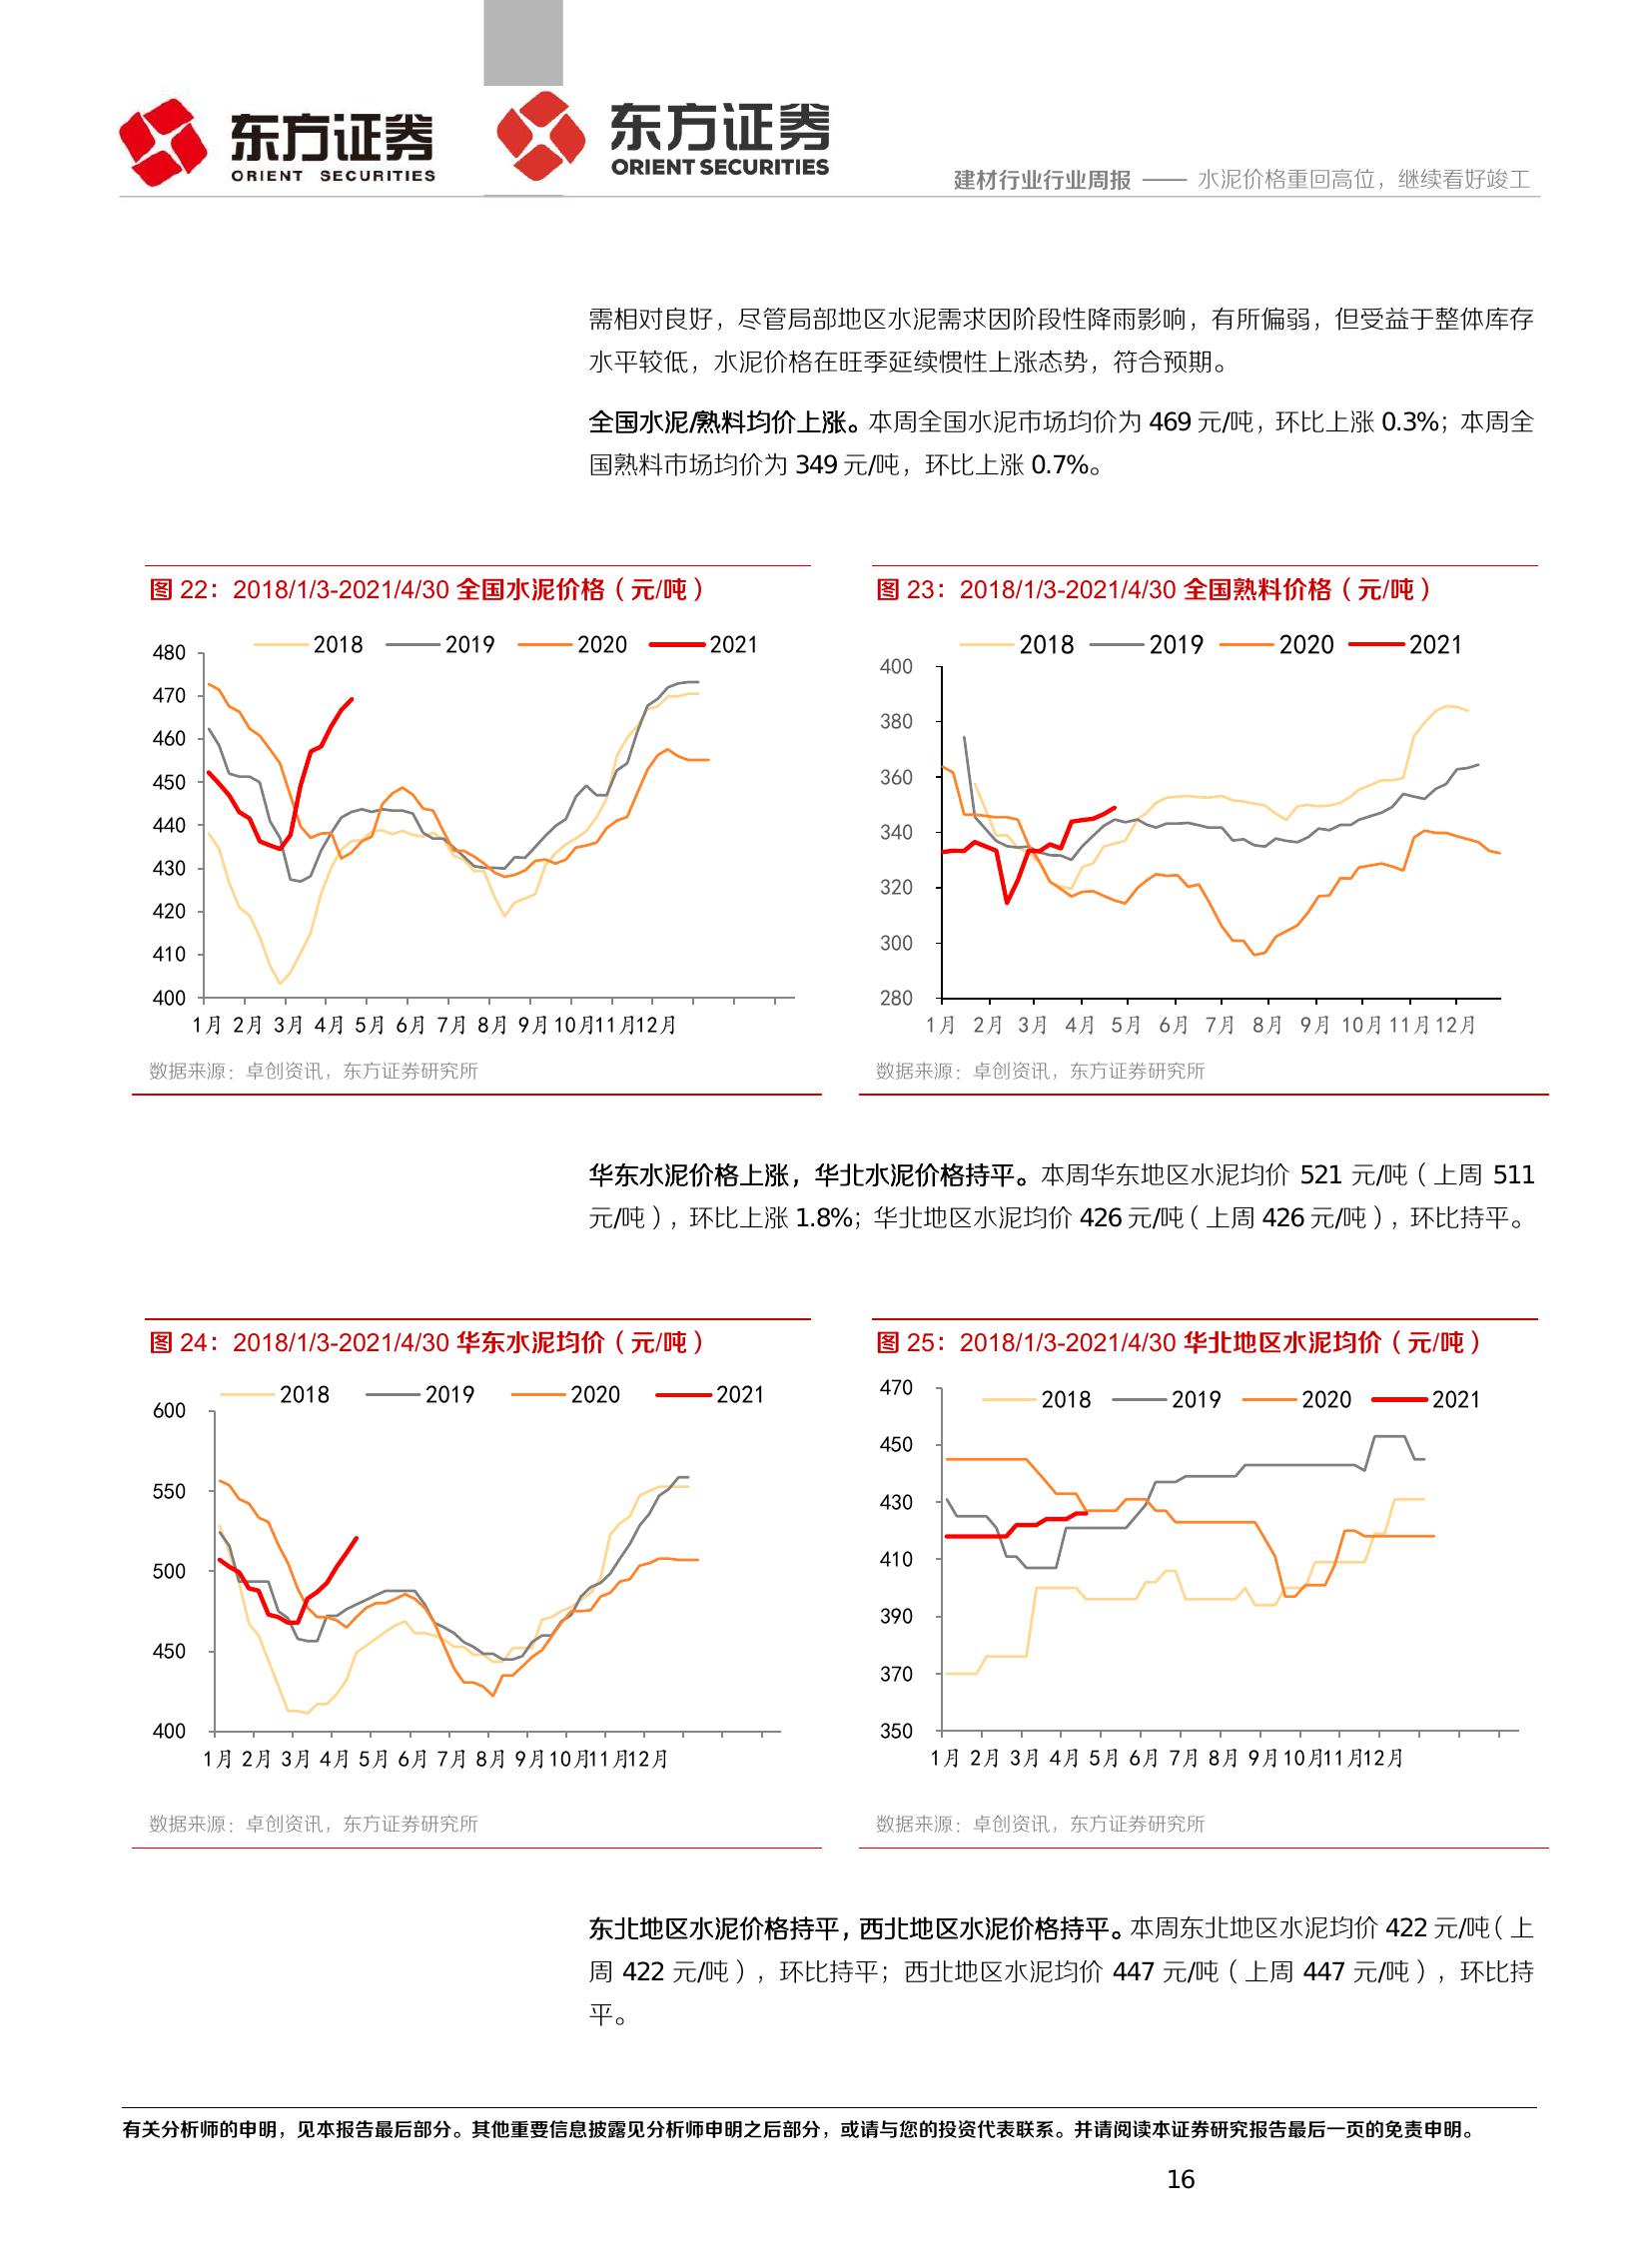 东方证券
ORIENT SECURITIES
东方证券
ORIENT SECURITIES
建材行业行业周报 —— 水泥价格重回高位，继续看好竣工
需相对良好，尽管局部地区水泥需求因阶段性降雨影响，有所偏弱，但受益于整体库存
水平较低，水泥价格在旺季延续惯性上涨态势，符合预期。
全国水泥/熟料均价上涨。本周全国水泥市场均价为 469 元/吨，环比上涨 0.3%；本周全
国熟料市场均价为 349 元/吨，环比上涨 0.7%。
图 22：2018/1/3-2021/4/30 全国水泥价格（元/吨）
2018 2019 2020 2021
480
470
460
450
440
430
420
410
400
1月 2月 3月 4月 5月 6月 7月 8月 9月 10月 11月 12月
数据来源：卓创资讯，东方证券研究所
图 23：2018/1/3-2021/4/30 全国熟料价格（元/吨）
2018 2019 2020 2021
400
380
360
340
320
300
280
1月 2月 3月 4月 5月 6月 7月 8月 9月 10月 11月 12月
数据来源：卓创资讯，东方证券研究所
华东水泥价格上涨，华北水泥价格持平。本周华东地区水泥均价 521 元/吨（上周 511
元/吨），环比上涨 1.8%；华北地区水泥均价 426 元/吨（上周 426 元/吨），环比持平。
图 24：2018/1/3-2021/4/30 华东水泥均价（元/吨）
2018 2019 2020 2021
600
550
500
450
400
1月 2月 3月 4月 5月 6月 7月 8月 9月 10月 11月 12月
数据来源：卓创资讯，东方证券研究所
图 25：2018/1/3-2021/4/30 华北地区水泥均价（元/吨）
2018 2019 2020 2021
470
450
430
410
390
370
350
1月 2月 3月 4月 5月 6月 7月 8月 9月 10月 11月 12月
数据来源：卓创资讯，东方证券研究所
东北地区水泥价格持平，西北地区水泥价格持平。本周东北地区水泥均价 422 元/吨（上
周 422 元/吨），环比持平；西北地区水泥均价 447 元/吨（上周 447 元/吨），环比持
平。
有关分析师的申明，见本报告最后部分。其他重要信息披露见分析师申明之后部分，或请与您的投资代表联系。并请阅读本证券研究报告最后一页的免责申明。
16